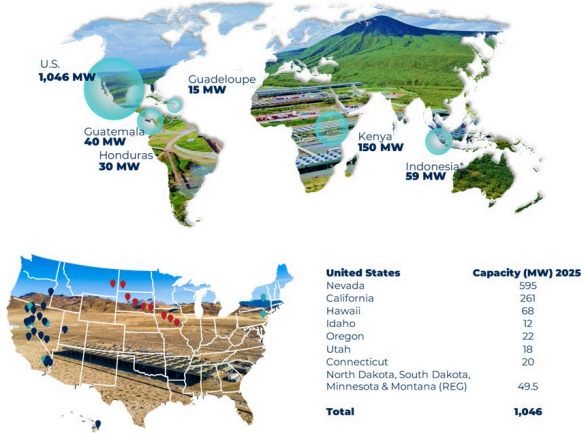 U.S.
1,046 MW
Guadeloupe
15 MW
Guatemala
40 MW
Honduras
30 MW
Kenya
150 MW
Indonesia*
59 MW
United States Capacity (MW) 2025
Nevada 595
California 261
Hawaii 68
Idaho 12
Oregon 22
Utah 18
Connecticut 20
North Dakota, South Dakota,
Minnesota & Montana (REG) 49.5
Total 1,046